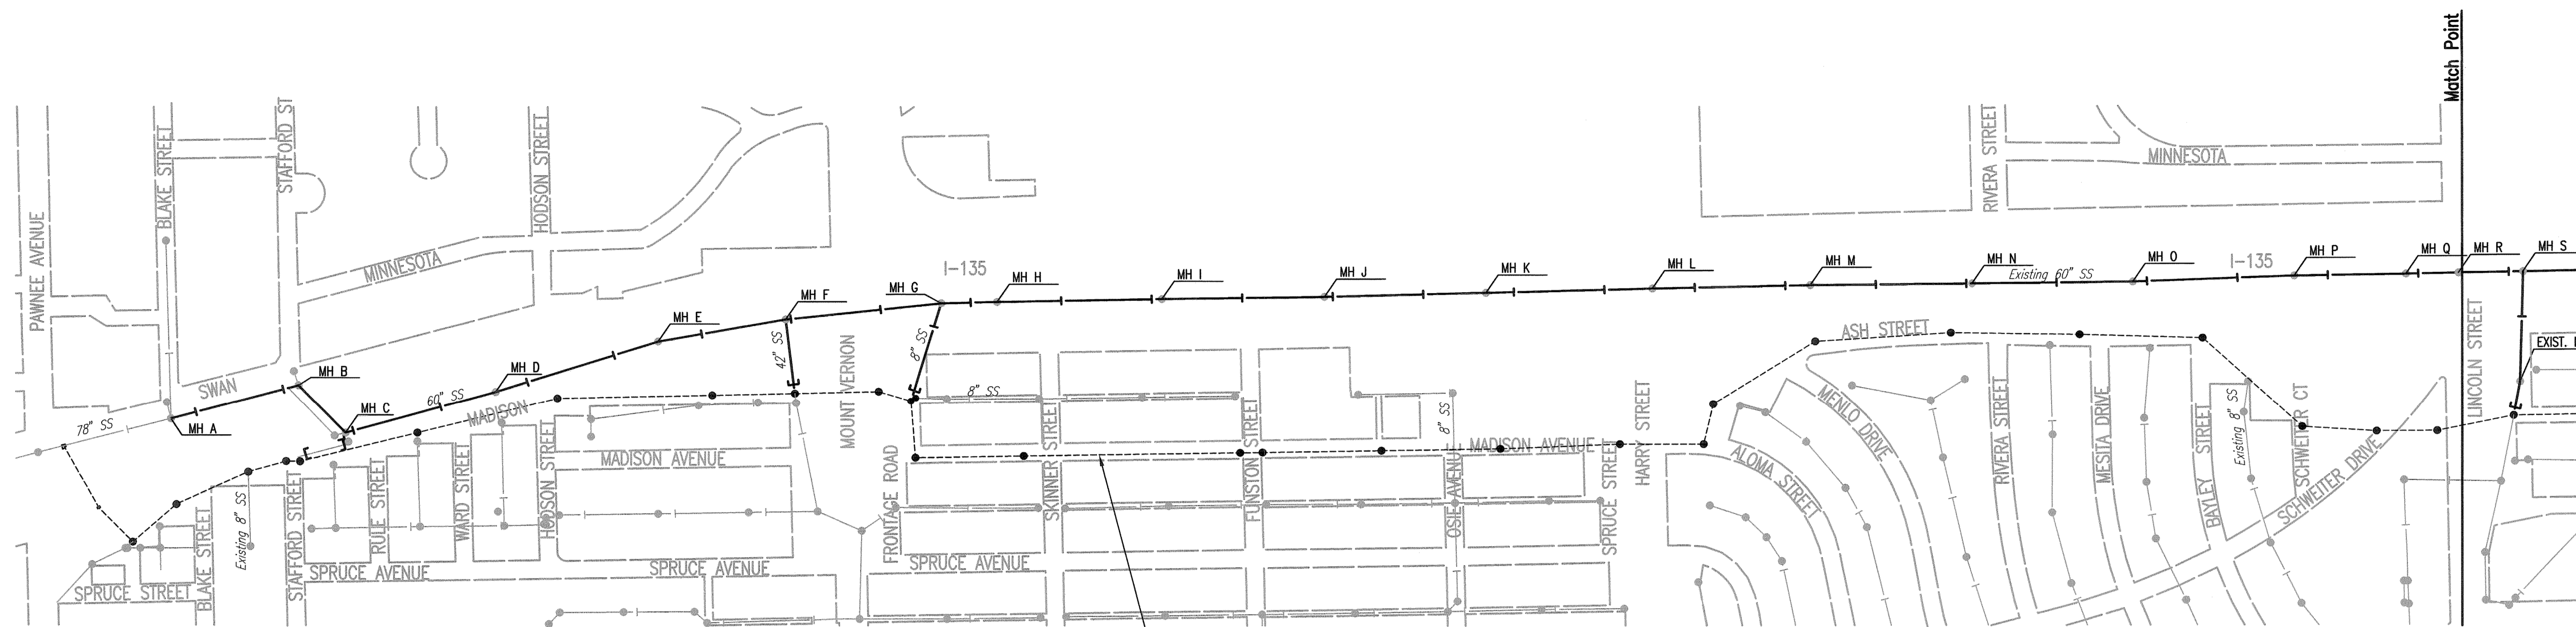 Match Point
BLAKE STREET
STAFFORD ST
HODSON STREET
RIVERA STREET
MINNESOTA
PAWNEE AVENUE
MINNESOTA
I-135
MH G
MH H
MH I
MH J
MH K
MH L
MH M
MH N
Existing 60" SS
MH O
I-135
MH P
MH Q
MH R
MH S
MH F
MH E
42" SS
MOUNT VERNON
8" SS
ASH STREET
LINCOLN STREET
EXIST.
MH B
MH D
SWAN
60" SS
MH C
MADISON
8" SS
78" SS
MH A
SKINNER STREET
FUNSTON STREET
8" SS
HARRY STREET
MENLO DRIVE
RIVERA STREET
MESITA DRIVE
BAYLEY STREET
Existing 8" SS
SCHWEITER CT
SCHWEITER DRIVE
MADISON AVENUE
MADISON AVENUE
ALOMA STREET
BLAKE STREET
Existing 8" SS
STAFFORD STREET
RULE STREET
WARD STREET
HODSON STREET
FRONTAGE ROAD
OSIE AVENUE
SPRUCE STREET
SPRUCE STREET
SPRUCE AVENUE
SPRUCE AVENUE
SPRUCE AVENUE